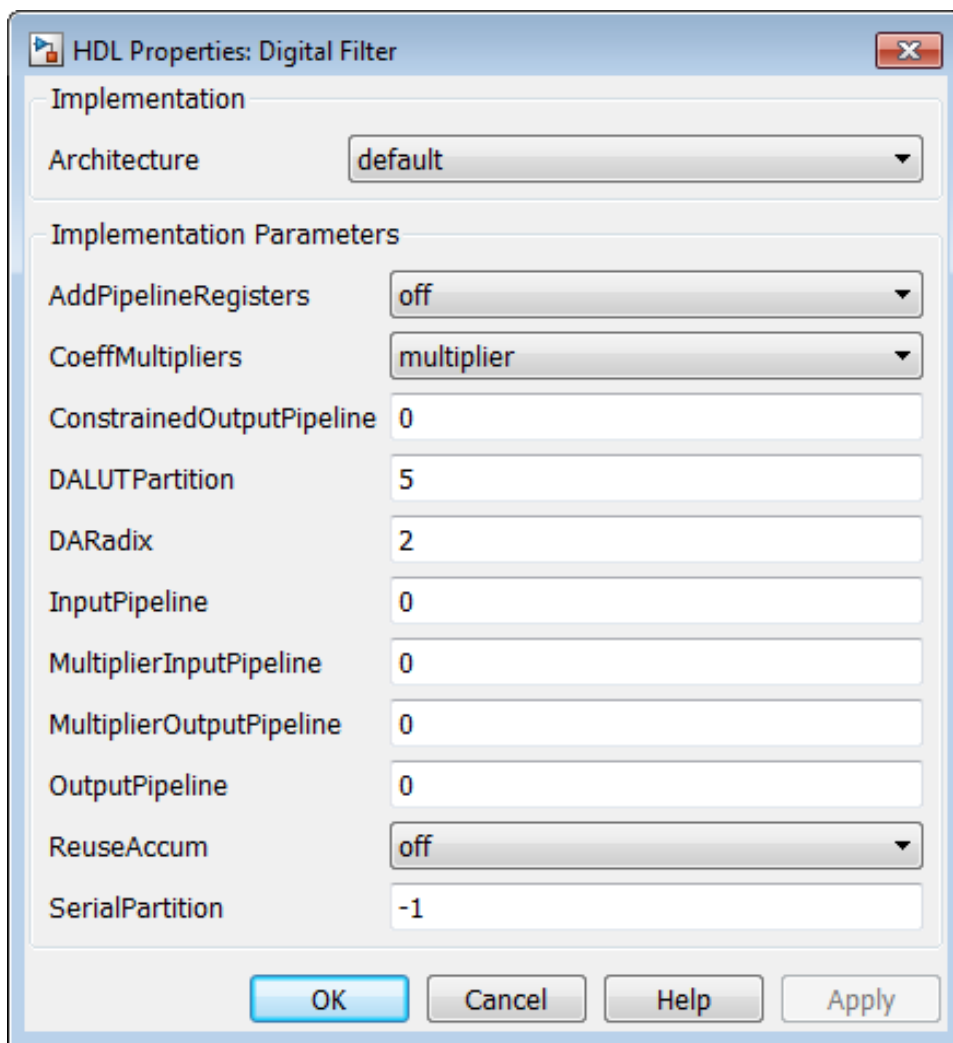 HDL Properties: Digital Filter
Implementation
Architecture default
Implementation Parameters
AddPipelineRegisters off
CoeffMultipliers multiplier
ConstrainedOutputPipeline 0
DALUTPartition 5
DARadix 2
InputPipeline 0
MultiplierInputPipeline 0
MultiplierOutputPipeline 0
OutputPipeline 0
ReuseAccum off
SerialPartition -1
OK Cancel Help Apply